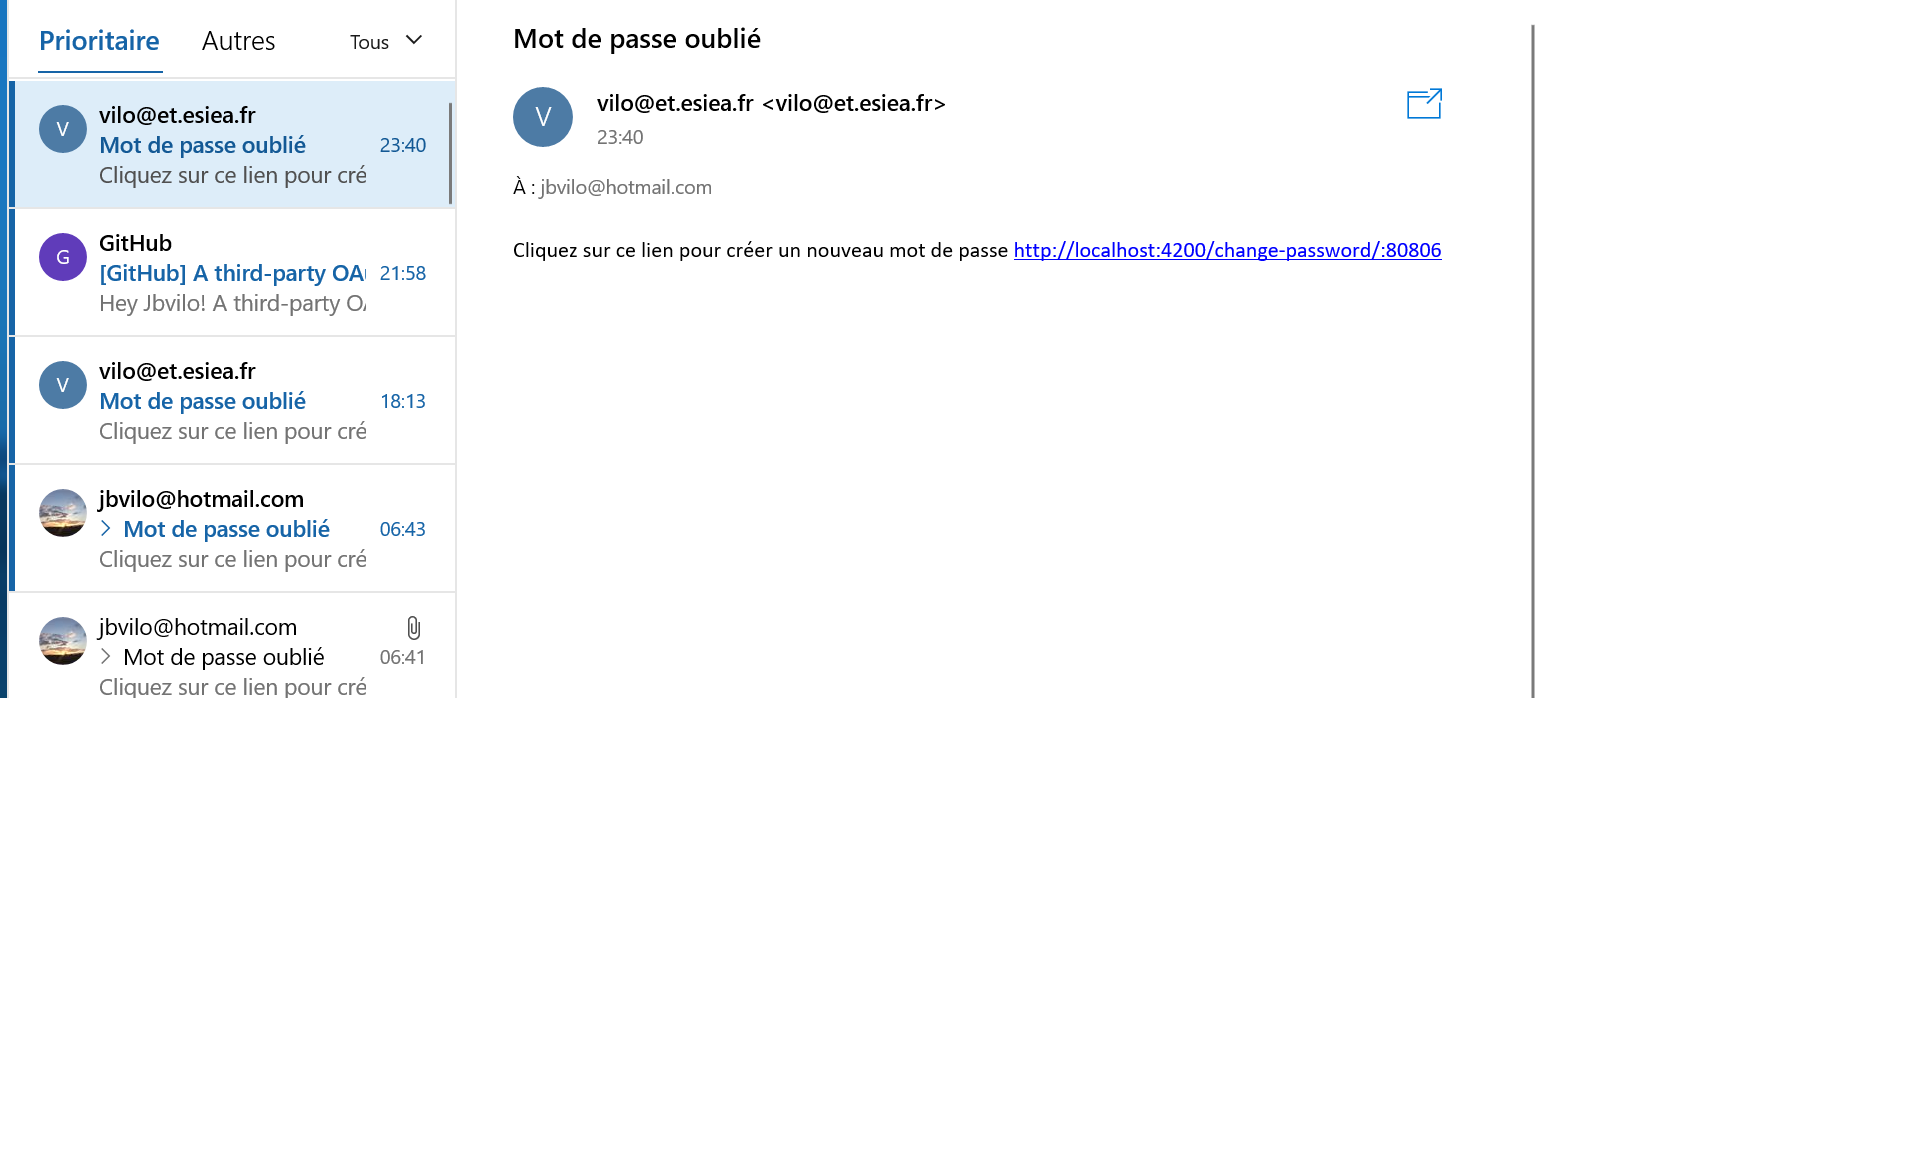 Prioritaire Autres Tous
V
vilo@et.esiea.fr
Mot de passe oublié 23:40
Cliquez sur ce lien pour cré
G
GitHub
[GitHub] A third-party OA 21:58
Hey Jbvilo! A third-party OA
V
vilo@et.esiea.fr
Mot de passe oublié 18:13
Cliquez sur ce lien pour cré
jbvilo@hotmail.com
Mot de passe oublié 06:43
Cliquez sur ce lien pour cré
jbvilo@hotmail.com
Mot de passe oublié 06:41
Cliquez sur ce lien pour cré
Mot de passe oublié
V
vilo@et.esiea.fr <vilo@et.esiea.fr>
23:40
À : jbvilo@hotmail.com
Cliquez sur ce lien pour créer un nouveau mot de passe http://localhost:4200/change-password/:80806